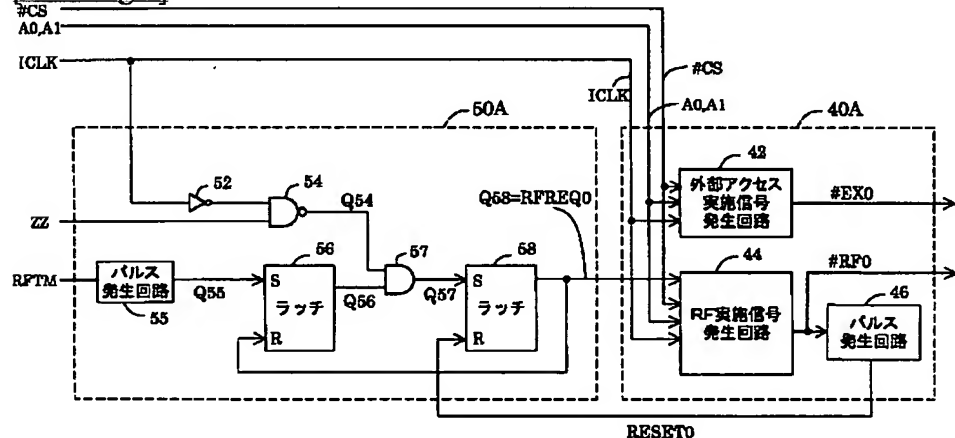 #CS
A0,A1
ICLK
ICLK
#CS
A0,A1
50A
40A
52
54
Q54
ZZ
57
Q58=RFREQ0
42
外部アクセス
実施信号
発生回路
#EX0
RFTM
パルス
発生回路
55
Q55
56
S
ラッチ
R
Q56
Q57
58
S
ラッチ
R
44
RF実施信号
発生回路
#RF0
46
パルス
発生回路
RESET0